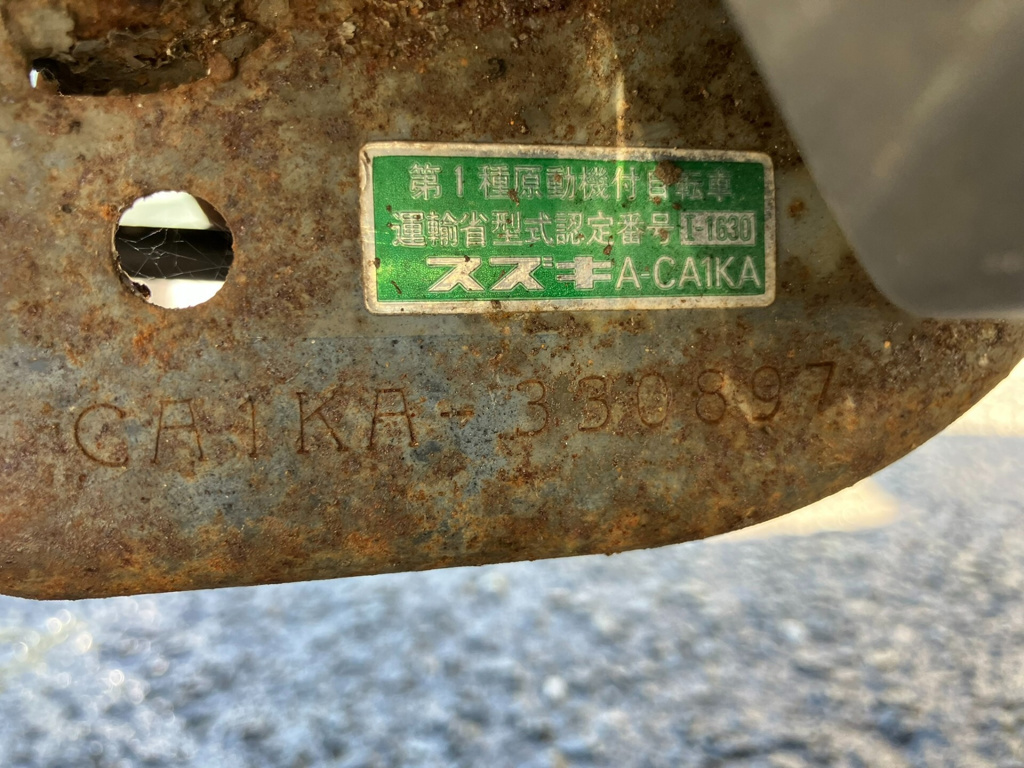 第1種原動機付自転車
運輸省型式認定番号 I-1630
スズキ A-CA1KA
CA1KA-330897